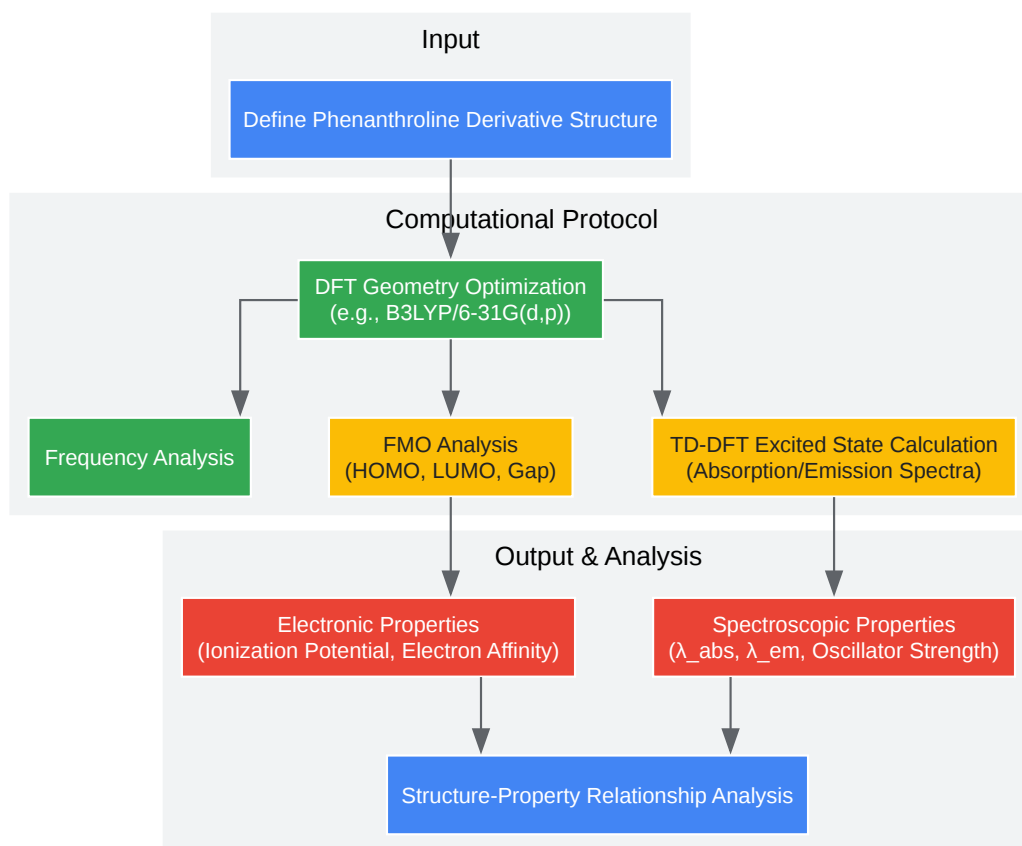 Input
Define Phenanthroline Derivative Structure
Computational Protocol
DFT Geometry Optimization
(e.g., B3LYP/6-31G(d,p))
Frequency Analysis
FMO Analysis
(HOMO, LUMO, Gap)
TD-DFT Excited State Calculation
(Absorption/Emission Spectra)
Output & Analysis
Electronic Properties
(Ionization Potential, Electron Affinity)
Spectroscopic Properties
(λ_abs, λ_em, Oscillator Strength)
Structure-Property Relationship Analysis